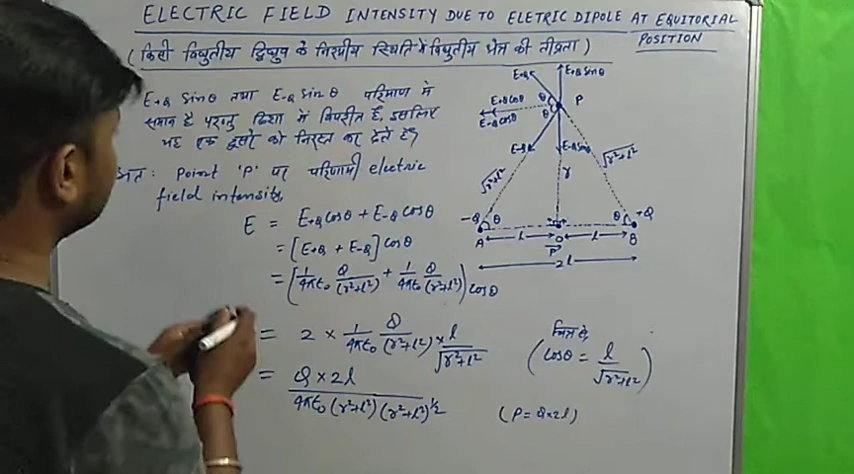 ELECTRIC FIELD INTENSITY DUE TO ELETRIC DIPOLE AT EQUITORIAL
POSITION
(किसी विद्युतीय द्विध्रुव के निरक्षीय स्थिति में विद्युतीय क्षेत्र की तीव्रता)
E+Q Sinθ तथा E-Q Sinθ परिमाण में
समान है परन्तु दिशा में विपरीत है, इसलिए
यह एक दूसरे को निरस्त कर देते है।
अतः Point 'P' पर परिणामी electric
field intensity,
E = E+Q cosθ + E-Q cosθ
= [E+Q + E-Q] cosθ
= [1/4πε₀ Q/(r²+l²) + 1/4πε₀ Q/(r²+l²)] cosθ
= 2 × 1/4πε₀ Q/(r²+l²) × l/√r²+l²
= Q × 2l / 4πε₀ (r²+l²) (r²+l²)^½
चित्र से,
(cosθ = l/√r²+l²)
(P = Q×2l)
E+Q
E+Q Sinθ
E+Q cosθ
θ
P
E-Q cosθ
θ
E-Q
E-Q Sinθ
√r²+l²
r
√r²+l²
-Q
θ
θ
+Q
A
l
O
l
B
P
2l